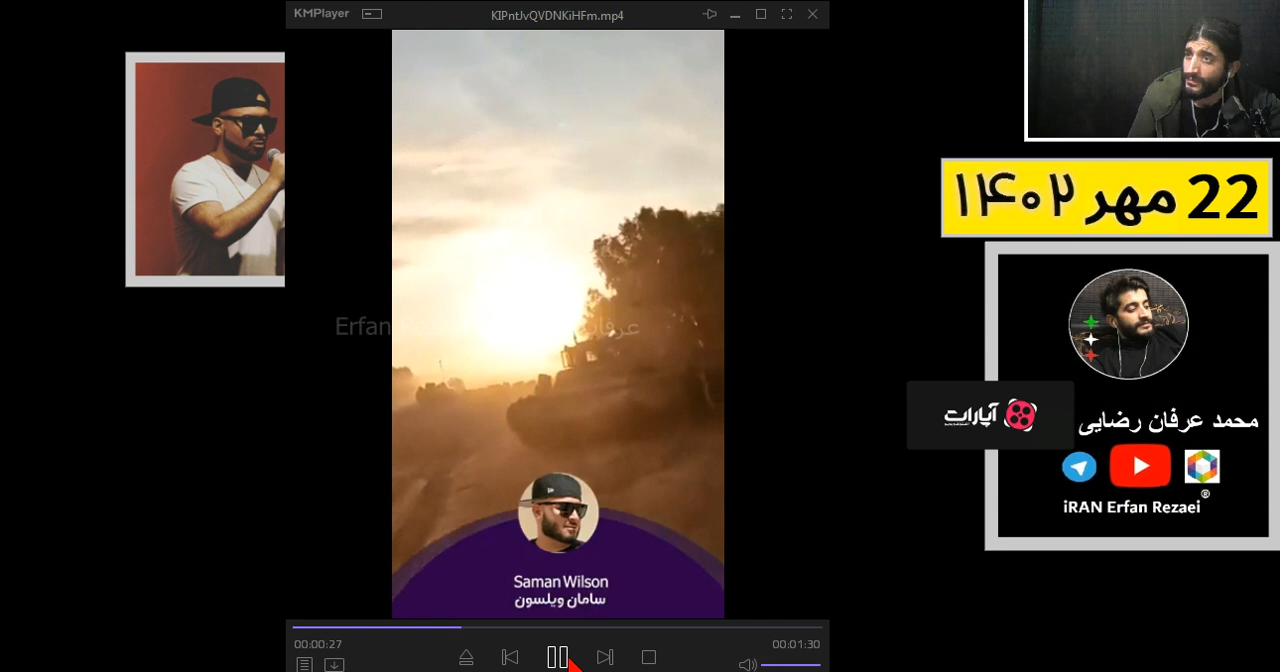 KMPlayer
KIPntJvQVDNKiHFm.mp4
22 مهر ۱۴۰۲
Erfan
عرفان
آپارات
محمد عرفان رضایی
iRAN Erfan Rezaei®
Saman Wilson
سامان ویلسون
00:00:27
00:01:30